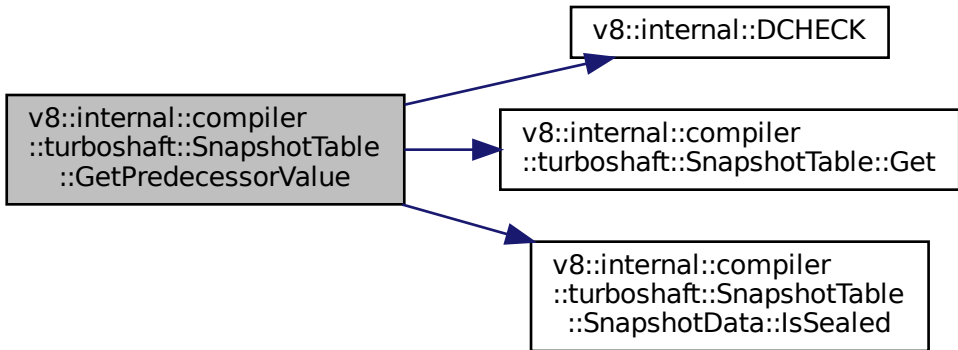 v8::internal::compiler
::turboshaft::SnapshotTable
::GetPredecessorValue
v8::internal::DCHECK
v8::internal::compiler
::turboshaft::SnapshotTable::Get
v8::internal::compiler
::turboshaft::SnapshotTable
::SnapshotData::IsSealed